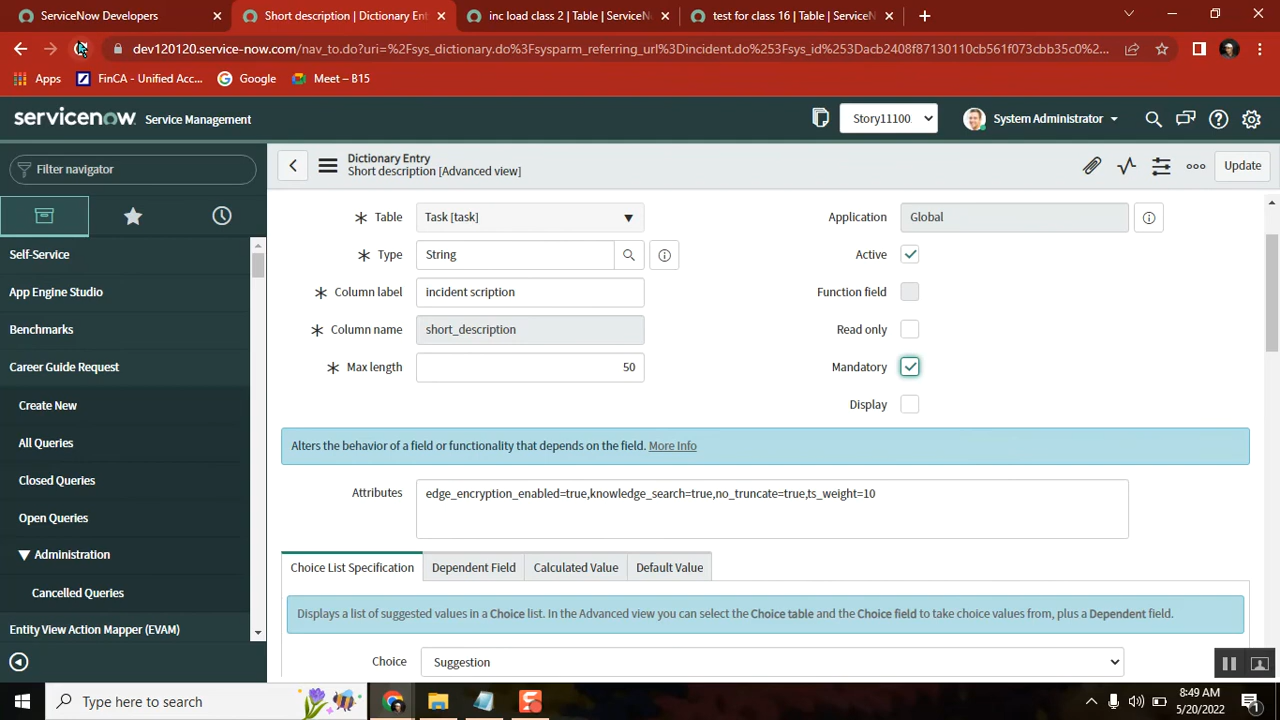 ServiceNow Developers
Short description | Dictionary Entry
inc load class 2 | Table | ServiceN
test for class 16 | Table | ServiceN
dev120120.service-now.com/nav_to.do?uri=%2Fsys_dictionary.do%3Fsysparm_referring_url%3Dincident.do%253Fsys_id%253Dacb2408f87130110cb561f073cbb35c0%2...
Apps
FinCA - Unified Acc...
Google
Meet – B15
servicenow Service Management
Story11100
System Administrator
Filter navigator
Dictionary Entry
Short description [Advanced view]
Update
Self-Service
App Engine Studio
Benchmarks
Career Guide Request
Create New
All Queries
Closed Queries
Open Queries
Administration
Cancelled Queries
Entity View Action Mapper (EVAM)
Table Task [task]
Application Global
Type String
Active
Column label incident scription
Function field
Column name short_description
Read only
Max length 50
Mandatory
Display
Alters the behavior of a field or functionality that depends on the field. More Info
Attributes edge_encryption_enabled=true,knowledge_search=true,no_truncate=true,ts_weight=10
Choice List Specification Dependent Field Calculated Value Default Value
Displays a list of suggested values in a Choice list. In the Advanced view you can select the Choice table and the Choice field to take choice values from, plus a Dependent field.
Choice Suggestion
Type here to search
8:49 AM
5/20/2022
1